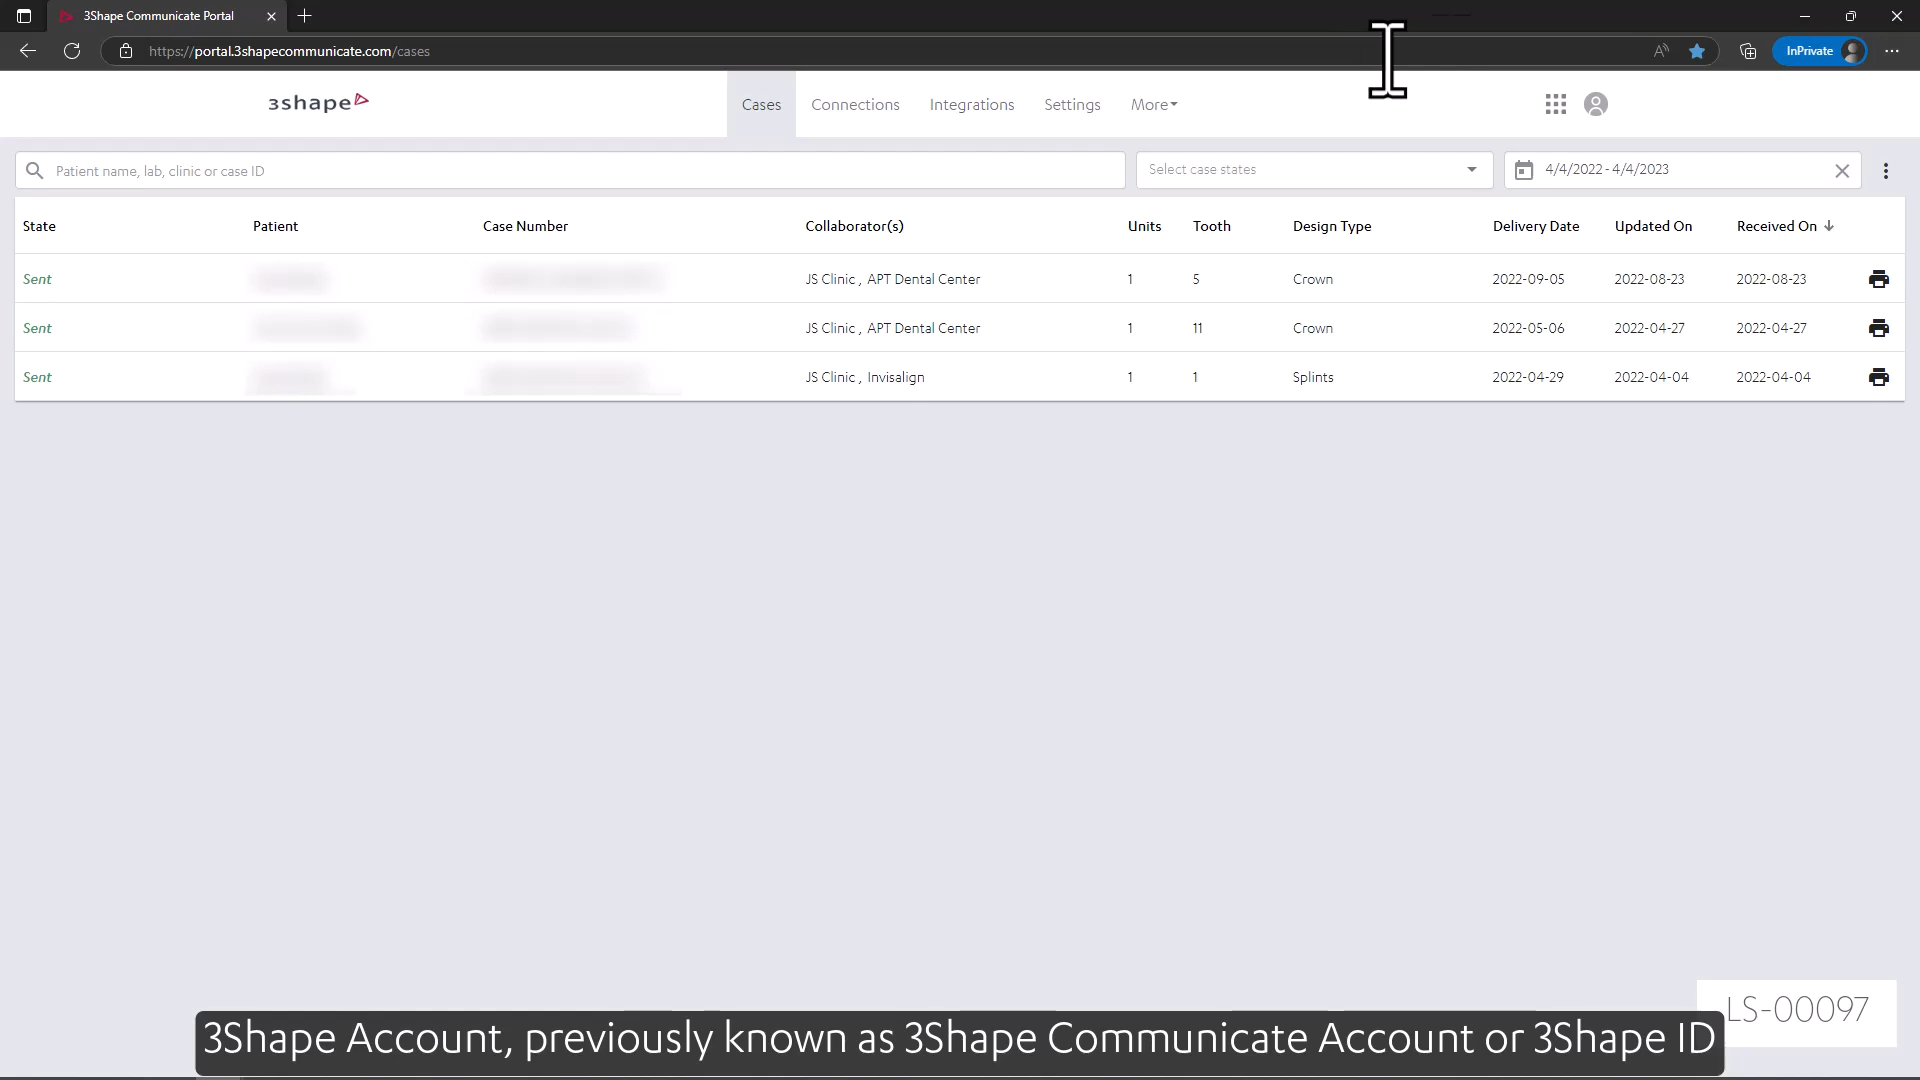 3Shape Communicate Portal
https://portal.3shapecommunicate.com/cases
InPrivate
3shape
Cases Connections Integrations Settings More
Patient name, lab, clinic or case ID
Select case states
4/4/2022 - 4/4/2023
State Patient Case Number Collaborator(s) Units Tooth Design Type Delivery Date Updated On Received On
Sent JS Clinic , APT Dental Center 1 5 Crown 2022-09-05 2022-08-23 2022-08-23
Sent JS Clinic , APT Dental Center 1 11 Crown 2022-05-06 2022-04-27 2022-04-27
Sent JS Clinic , Invisalign 1 1 Splints 2022-04-29 2022-04-04 2022-04-04
LS-00097
3Shape Account, previously known as 3Shape Communicate Account or 3Shape ID